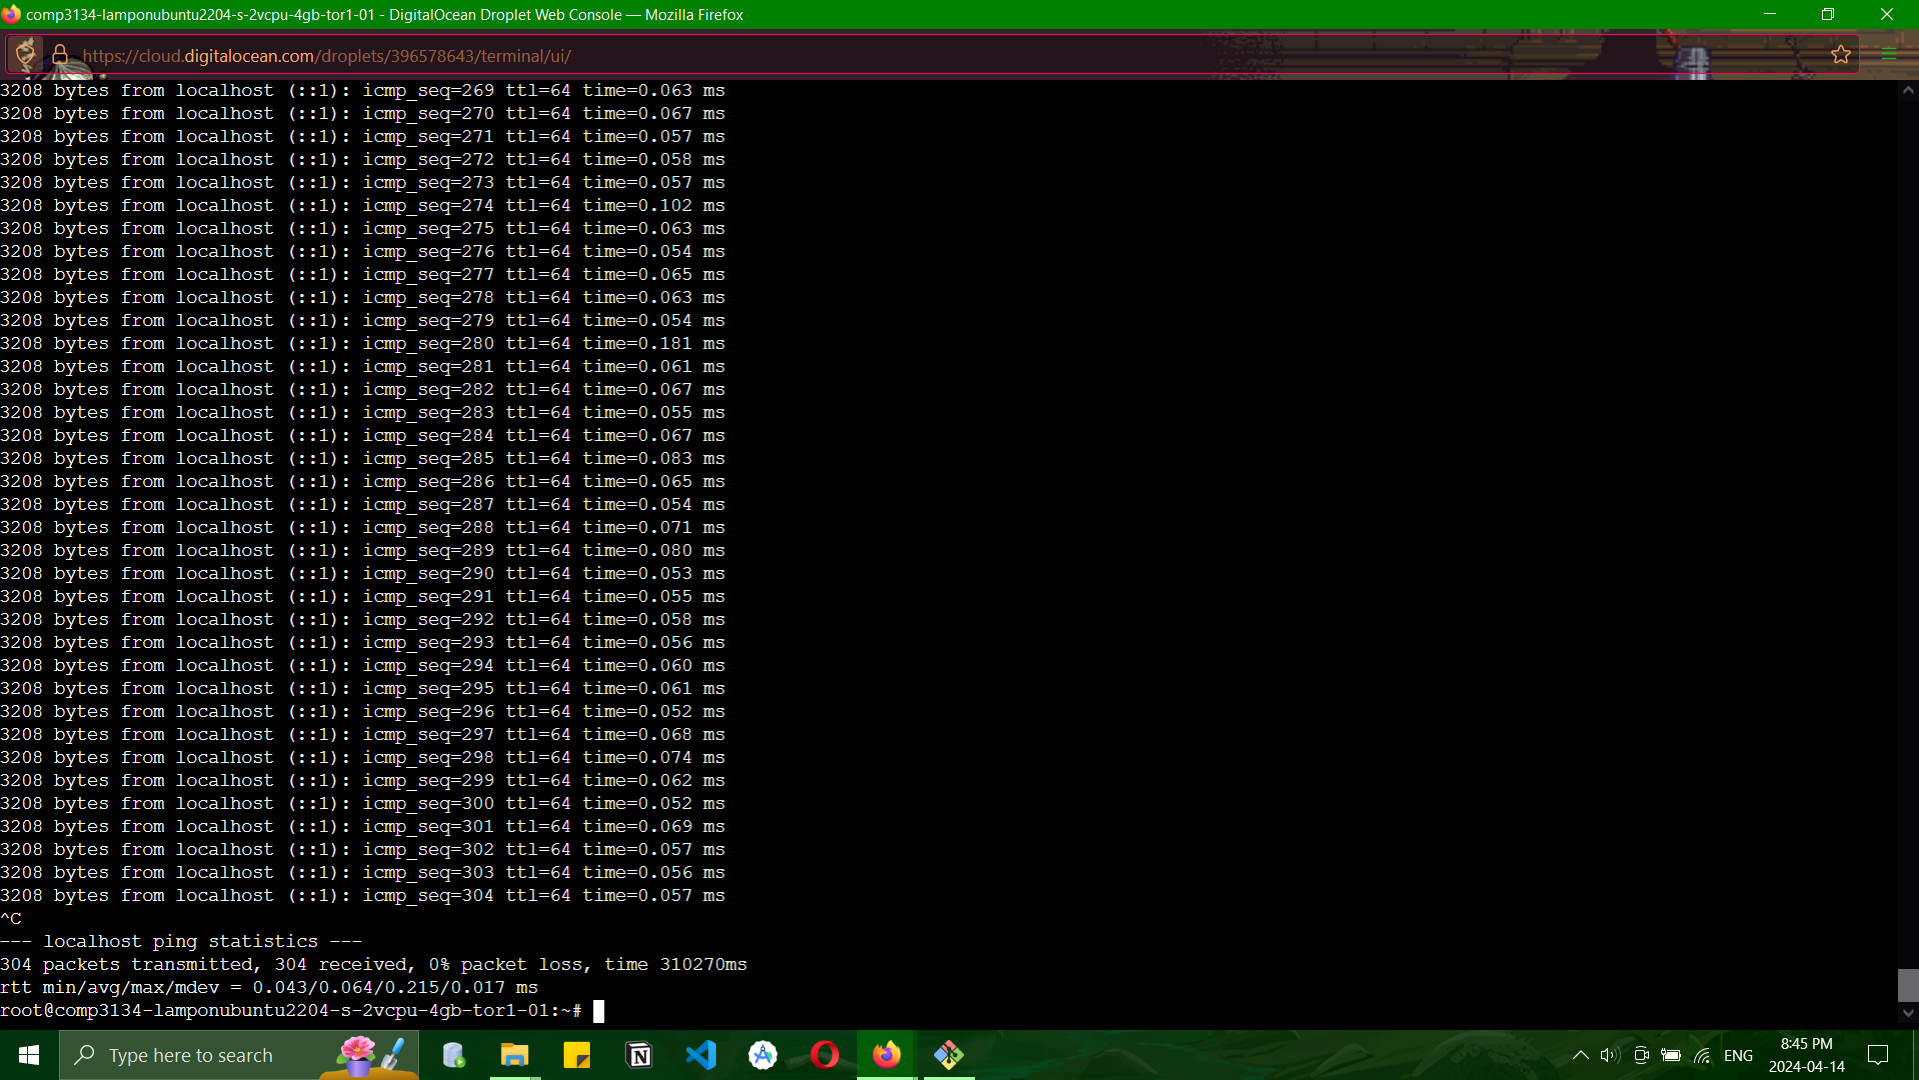 comp3134-lamponubuntu2204-s-2vcpu-4gb-tor1-01 - DigitalOcean Droplet Web Console — Mozilla Firefox
https://cloud.digitalocean.com/droplets/396578643/terminal/ui/
3208 bytes from localhost (::1): icmp_seq=269 ttl=64 time=0.063 ms
3208 bytes from localhost (::1): icmp_seq=270 ttl=64 time=0.067 ms
3208 bytes from localhost (::1): icmp_seq=271 ttl=64 time=0.057 ms
3208 bytes from localhost (::1): icmp_seq=272 ttl=64 time=0.058 ms
3208 bytes from localhost (::1): icmp_seq=273 ttl=64 time=0.057 ms
3208 bytes from localhost (::1): icmp_seq=274 ttl=64 time=0.102 ms
3208 bytes from localhost (::1): icmp_seq=275 ttl=64 time=0.063 ms
3208 bytes from localhost (::1): icmp_seq=276 ttl=64 time=0.054 ms
3208 bytes from localhost (::1): icmp_seq=277 ttl=64 time=0.065 ms
3208 bytes from localhost (::1): icmp_seq=278 ttl=64 time=0.063 ms
3208 bytes from localhost (::1): icmp_seq=279 ttl=64 time=0.054 ms
3208 bytes from localhost (::1): icmp_seq=280 ttl=64 time=0.181 ms
3208 bytes from localhost (::1): icmp_seq=281 ttl=64 time=0.061 ms
3208 bytes from localhost (::1): icmp_seq=282 ttl=64 time=0.067 ms
3208 bytes from localhost (::1): icmp_seq=283 ttl=64 time=0.055 ms
3208 bytes from localhost (::1): icmp_seq=284 ttl=64 time=0.067 ms
3208 bytes from localhost (::1): icmp_seq=285 ttl=64 time=0.083 ms
3208 bytes from localhost (::1): icmp_seq=286 ttl=64 time=0.065 ms
3208 bytes from localhost (::1): icmp_seq=287 ttl=64 time=0.054 ms
3208 bytes from localhost (::1): icmp_seq=288 ttl=64 time=0.071 ms
3208 bytes from localhost (::1): icmp_seq=289 ttl=64 time=0.080 ms
3208 bytes from localhost (::1): icmp_seq=290 ttl=64 time=0.053 ms
3208 bytes from localhost (::1): icmp_seq=291 ttl=64 time=0.055 ms
3208 bytes from localhost (::1): icmp_seq=292 ttl=64 time=0.058 ms
3208 bytes from localhost (::1): icmp_seq=293 ttl=64 time=0.056 ms
3208 bytes from localhost (::1): icmp_seq=294 ttl=64 time=0.060 ms
3208 bytes from localhost (::1): icmp_seq=295 ttl=64 time=0.061 ms
3208 bytes from localhost (::1): icmp_seq=296 ttl=64 time=0.052 ms
3208 bytes from localhost (::1): icmp_seq=297 ttl=64 time=0.068 ms
3208 bytes from localhost (::1): icmp_seq=298 ttl=64 time=0.074 ms
3208 bytes from localhost (::1): icmp_seq=299 ttl=64 time=0.062 ms
3208 bytes from localhost (::1): icmp_seq=300 ttl=64 time=0.052 ms
3208 bytes from localhost (::1): icmp_seq=301 ttl=64 time=0.069 ms
3208 bytes from localhost (::1): icmp_seq=302 ttl=64 time=0.057 ms
3208 bytes from localhost (::1): icmp_seq=303 ttl=64 time=0.056 ms
3208 bytes from localhost (::1): icmp_seq=304 ttl=64 time=0.057 ms
^C
--- localhost ping statistics ---
304 packets transmitted, 304 received, 0% packet loss, time 310270ms
rtt min/avg/max/mdev = 0.043/0.064/0.215/0.017 ms
root@comp3134-lamponubuntu2204-s-2vcpu-4gb-tor1-01:~#
Type here to search
ENG
8:45 PM
2024-04-14